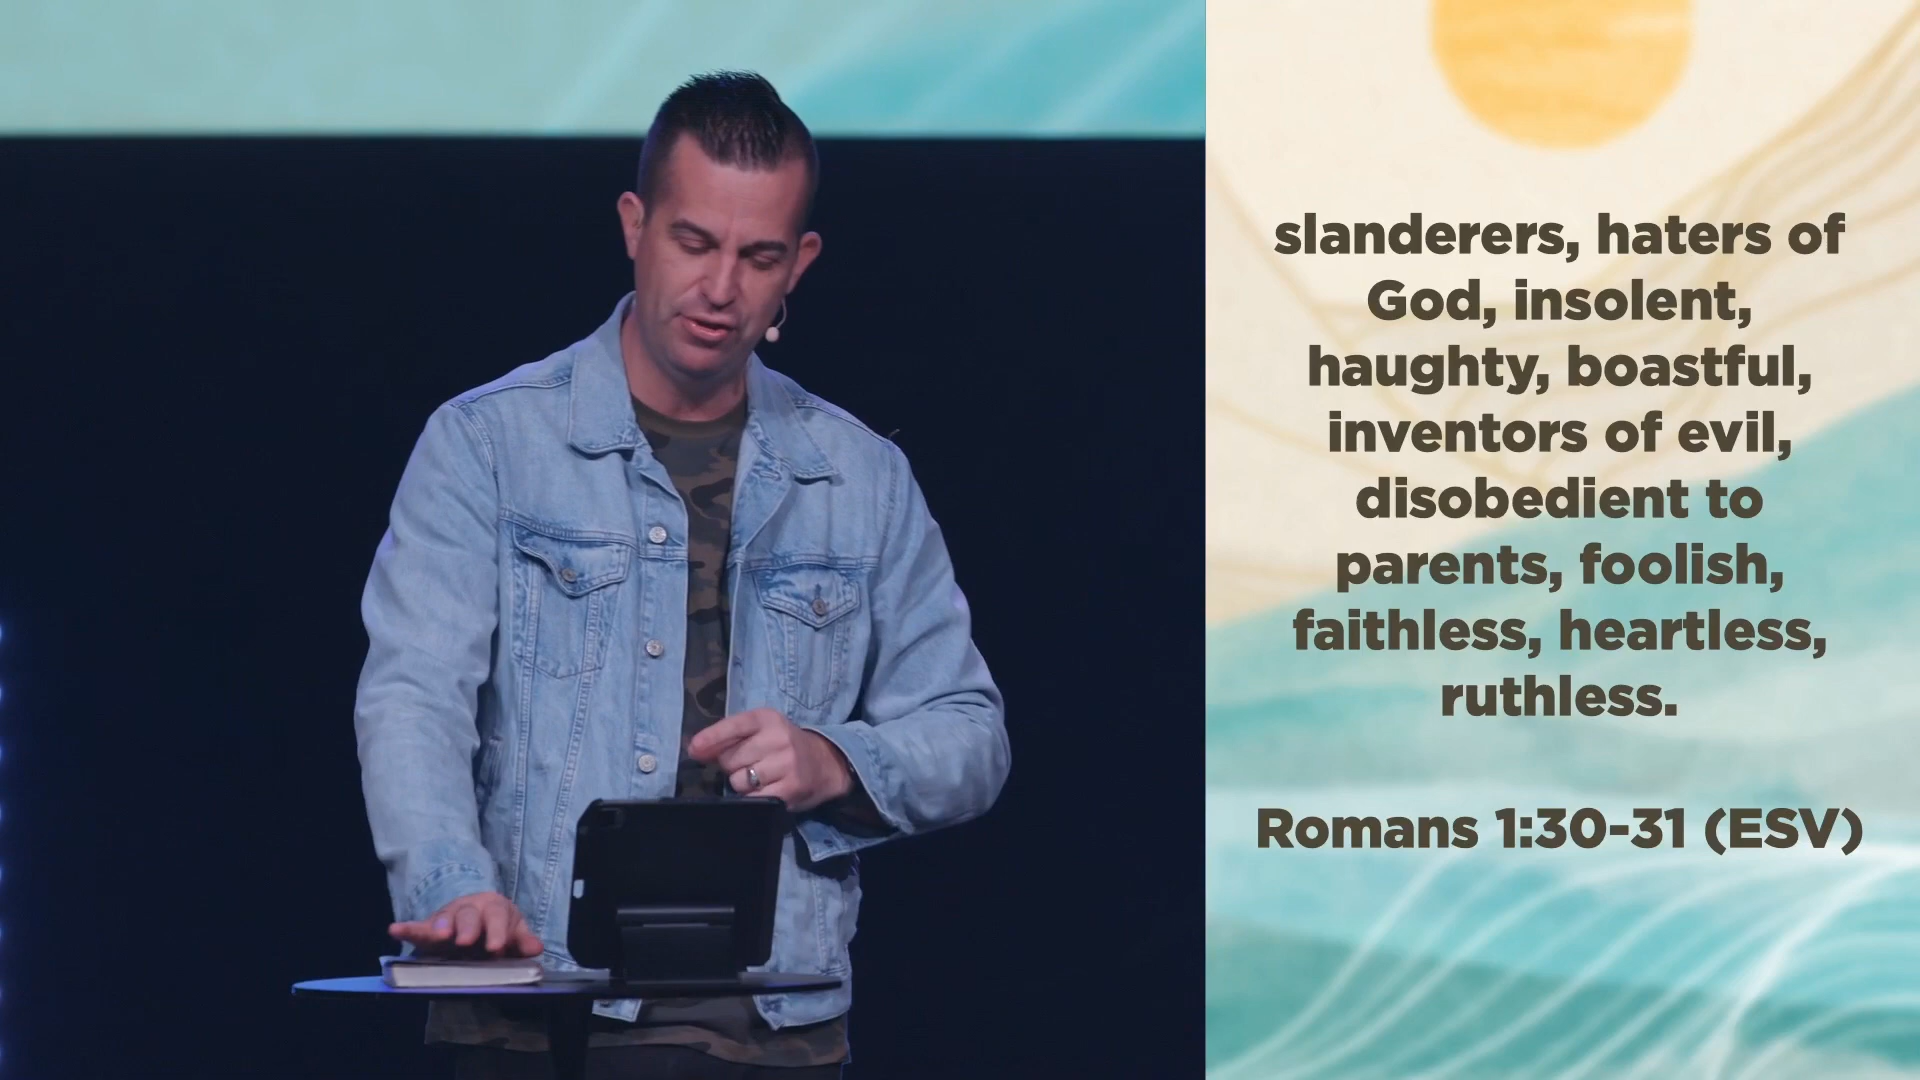 slanderers, haters of
God, insolent,
haughty, boastful,
inventors of evil,
disobedient to
parents, foolish,
faithless, heartless,
ruthless.
Romans 1:30-31 (ESV)